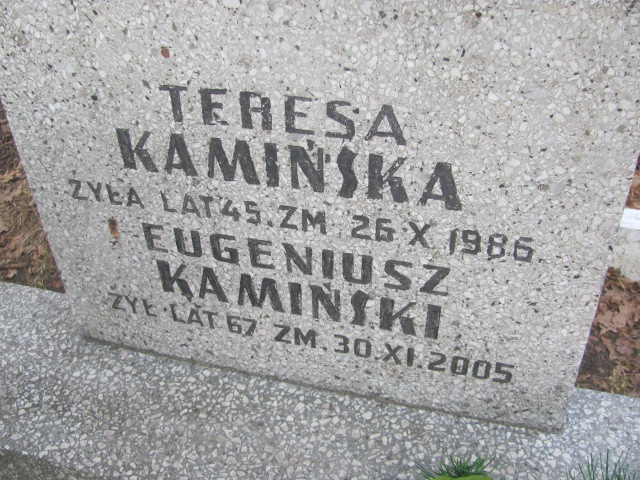 TERESA
KAMIŃSKA
ŻYŁA LAT 45. ZM 26 X 1986.
EUGENIUSZ
KAMIŃSKI
ŻYŁ LAT 67 ZM. 30.XI.2005